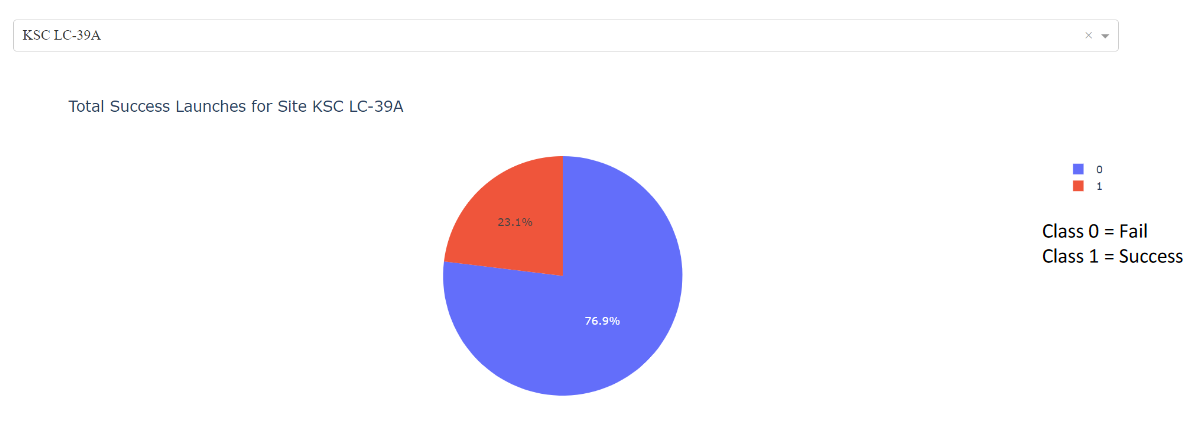 KSC LC-39A
Total Success Launches for Site KSC LC-39A
0
1
23.1%
76.9%
Class 0 = Fail
Class 1 = Success